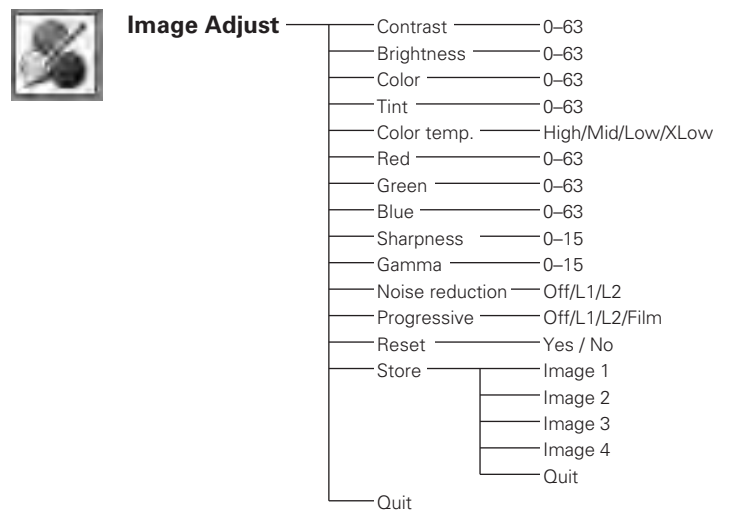 Image Adjust Contrast 0–63
Brightness 0–63
Color 0–63
Tint 0–63
Color temp. High/Mid/Low/XLow
Red 0–63
Green 0–63
Blue 0–63
Sharpness 0–15
Gamma 0–15
Noise reduction Off/L1/L2
Progressive Off/L1/L2/Film
Reset Yes / No
Store Image 1
Image 2
Image 3
Image 4
Quit
Quit